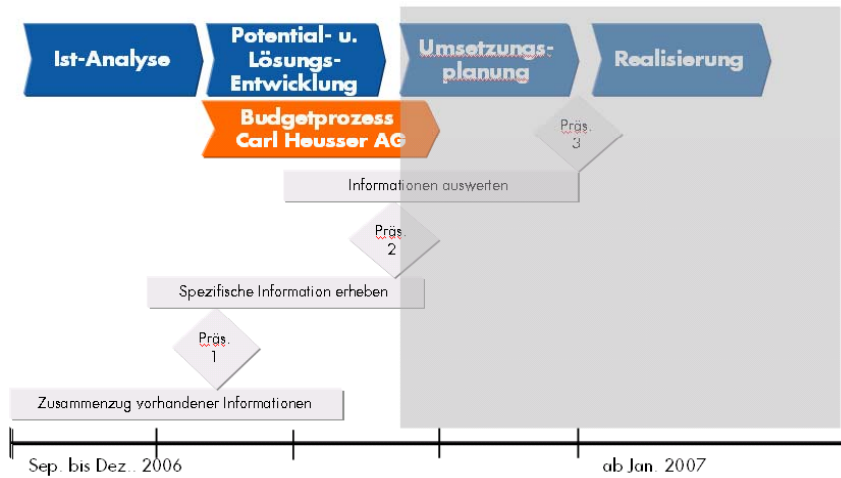 Ist-Analyse
Potential- u.
Lösungs-
Entwicklung
Umsetzungs-
planung
Realisierung
Budgetprozess
Carl Heusser AG
Präs.
3
Informationen auswerten
Präs.
2
Spezifische Information erheben
Präs.
1
Zusammenzug vorhandener Informationen
Sep. bis Dez.. 2006
ab Jan. 2007